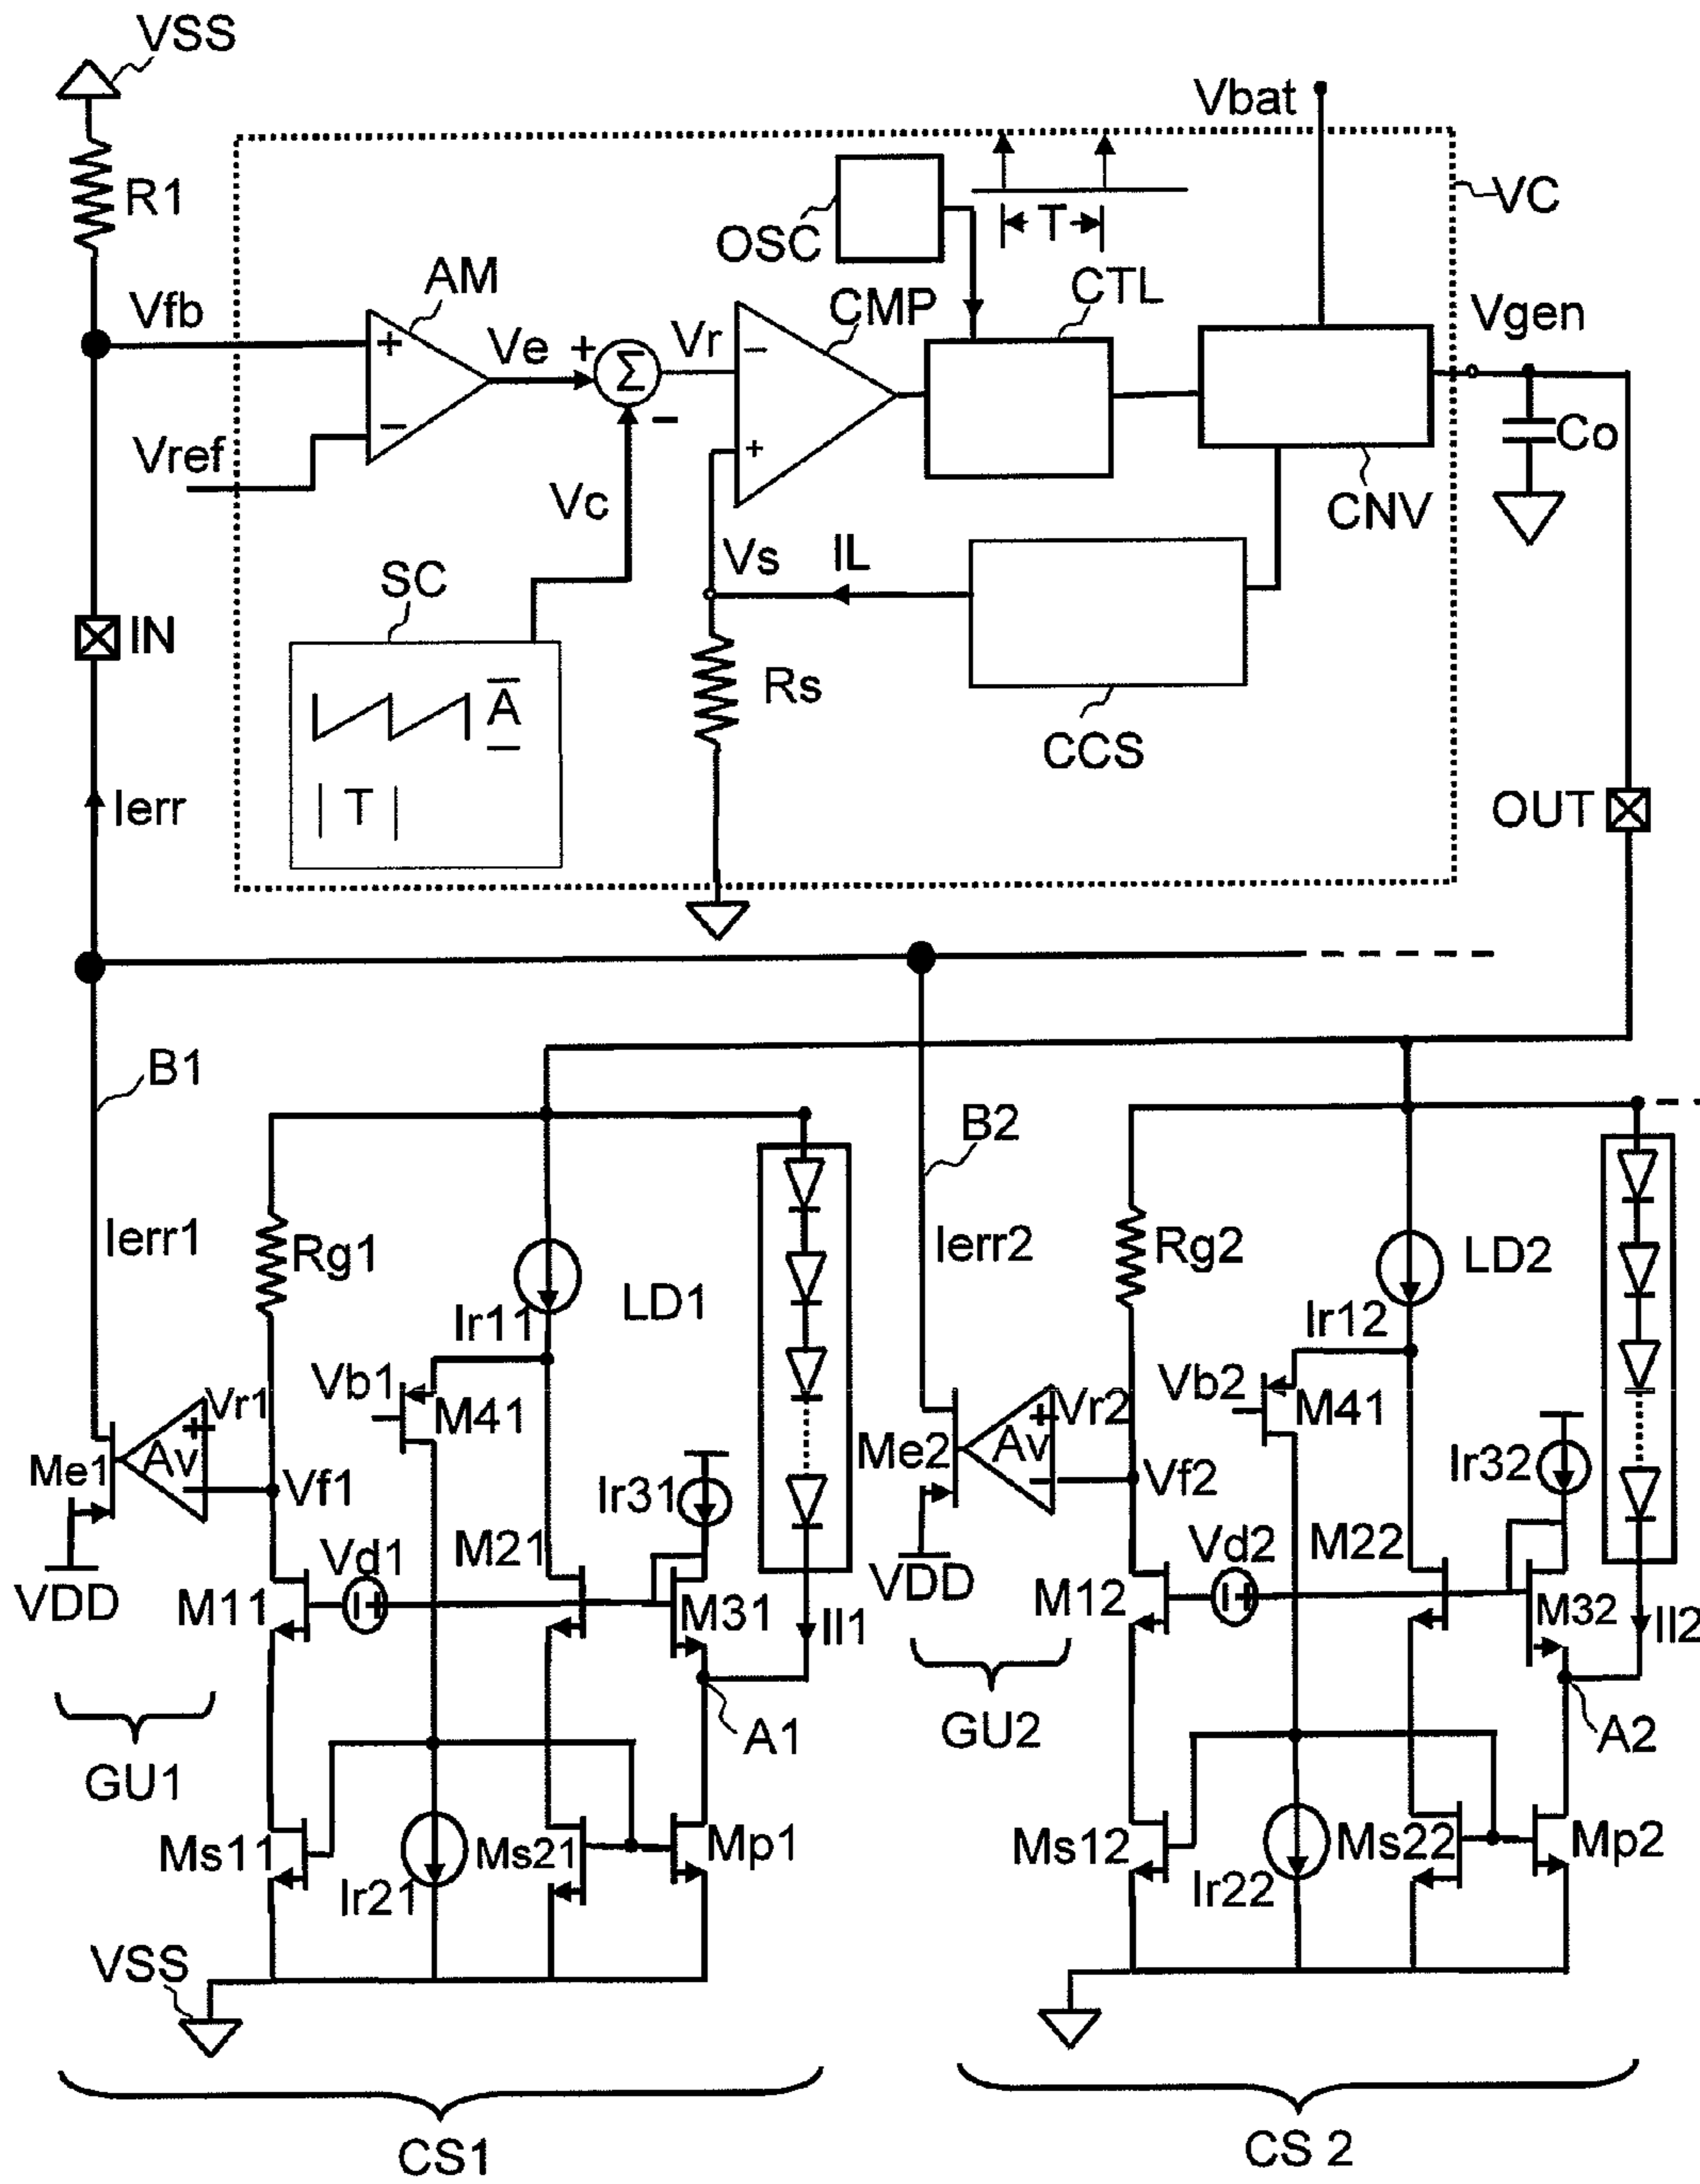 VSS
Vbat
R1
OSC
T
VC
AM
CMP
CTL
Vfb
Ve
+
Vr
−
Vgen
+
Σ
−
−
+
Vref
Co
Vc
CNV
Vs
IL
SC
IN
A
Rs
CCS
T
Ierr
OUT
B1
B2
Ierr1
Rg1
Ierr2
Rg2
LD2
LD1
Ir11
Ir12
Vb1
Vb2
Vr1
M41
Vr2
M41
+
+
Me1
Av
Me2
Av
Ir32
−
Vf1
Ir31
−
Vf2
Vd1
M21
Vd2
M22
VDD
VDD
M11
M31
M12
M32
Il1
Il2
GU1
A1
GU2
A2
Ms11
Ms21
Mp1
Ms12
Ms22
Mp2
Ir21
Ir22
VSS
CS1
CS 2